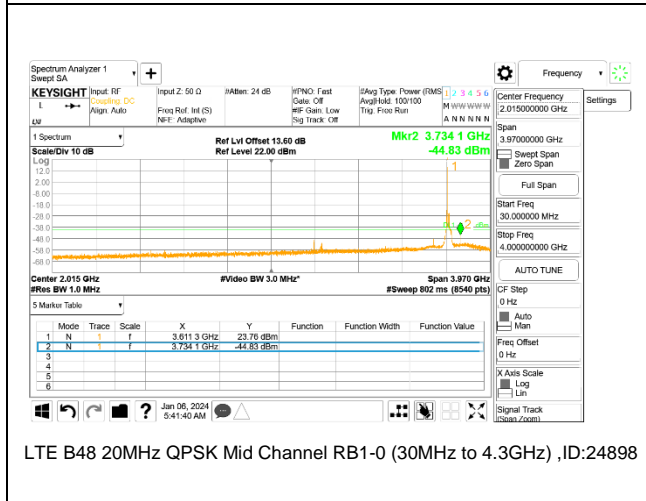 Spectrum Analyzer 1
Swept SA
+
Frequency
KEYSIGHT
Input: RF
Coupling: DC
Align: Auto
Input Z: 50 Ω
Freq Ref: Int (S)
NFE: Adaptive
#Atten: 24 dB
#PNO: Fast
Gate: Off
#IF Gain: Low
Sig Track: Off
#Avg Type: Power (RMS
Avg|Hold: 100/100
Trig: Free Run
1 2 3 4 5 6
M W W W W W
A N N N N N
L
Center Frequency
2.015000000 GHz
Settings
Span
3.97000000 GHz
Swept Span
Zero Span
Full Span
Start Freq
30.000000 MHz
Stop Freq
4.000000000 GHz
AUTO TUNE
CF Step
0 Hz
Auto
Man
Freq Offset
0 Hz
X Axis Scale
Log
Lin
Signal Track
(Span Zoom)
1 Spectrum
Scale/Div 10 dB
Ref Lvl Offset 13.60 dB
Ref Level 22.00 dBm
Mkr2 3.734 1 GHz
-44.83 dBm
Log
12.0
2.00
-8.00
-18.0
-28.0
-38.0
-48.0
-58.0
-68.0
1
2
Center 2.015 GHz
#Res BW 1.0 MHz
#Video BW 3.0 MHz*
Span 3.970 GHz
#Sweep 802 ms (8540 pts)
5 Marker Table
Mode Trace Scale X Y Function Function Width Function Value
1 N 1 f 3.611 3 GHz 23.76 dBm
2 N 1 f 3.734 1 GHz -44.83 dBm
3
4
5
6
?
Jan 06, 2024
5:41:40 AM
LTE B48 20MHz QPSK Mid Channel RB1-0 (30MHz to 4.3GHz) ,ID:24898